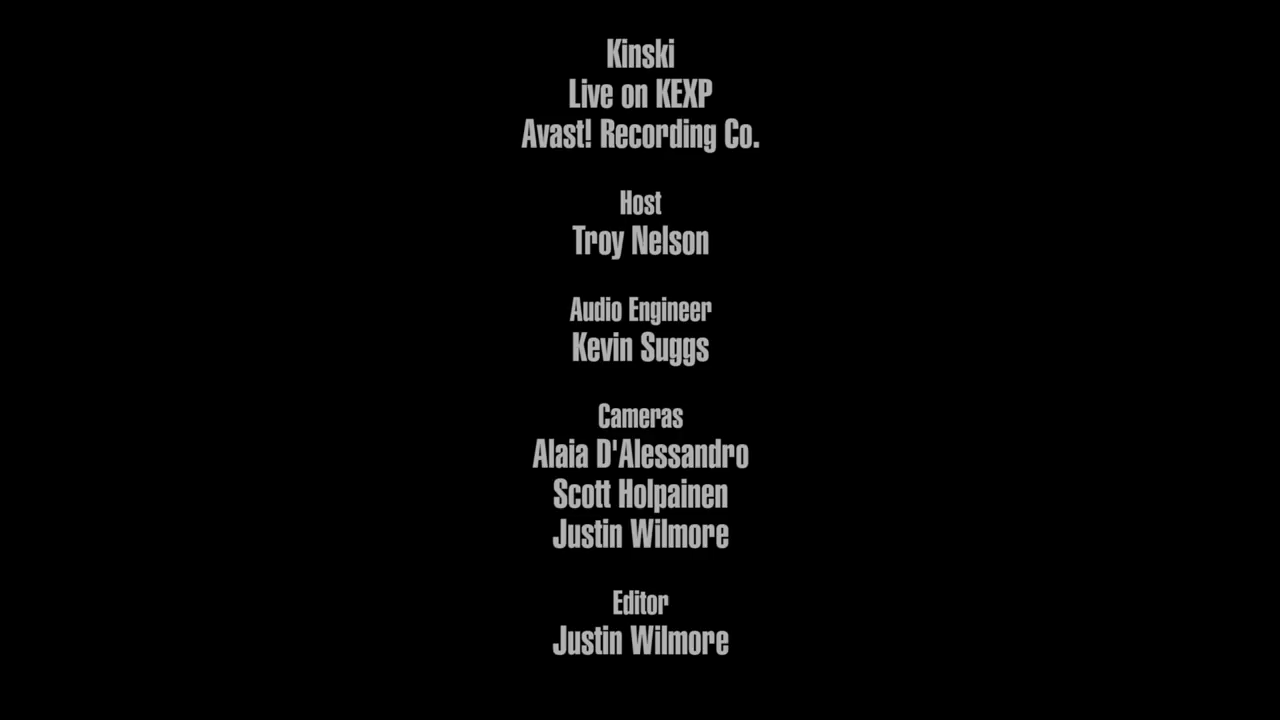 Kinski
Live on KEXP
Avast! Recording Co.
Host
Troy Nelson
Audio Engineer
Kevin Suggs
Cameras
Alaia D'Alessandro
Scott Holpainen
Justin Wilmore
Editor
Justin Wilmore